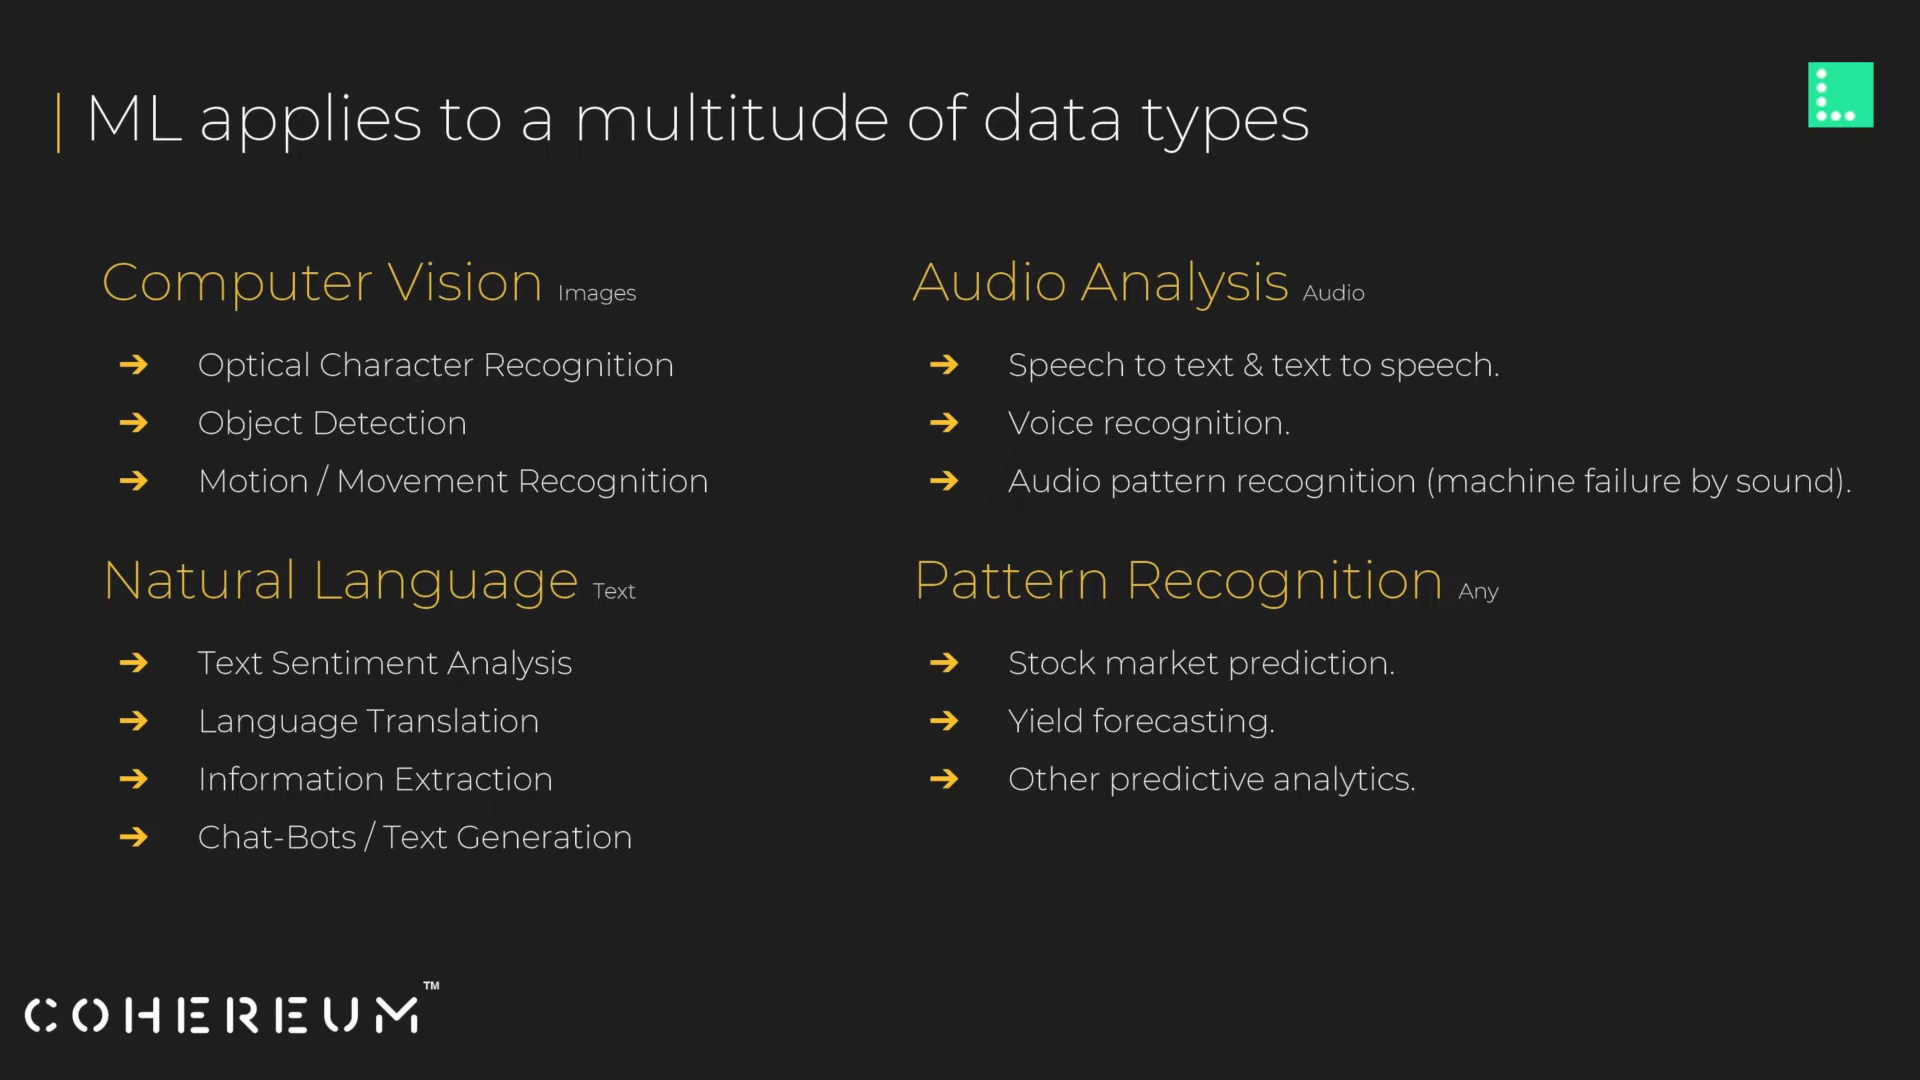 ML applies to a multitude of data types
Computer Vision Images
Optical Character Recognition
Object Detection
Motion / Movement Recognition
Natural Language Text
Text Sentiment Analysis
Language Translation
Information Extraction
Chat-Bots / Text Generation
Audio Analysis Audio
Speech to text & text to speech.
Voice recognition.
Audio pattern recognition (machine failure by sound).
Pattern Recognition Any
Stock market prediction.
Yield forecasting.
Other predictive analytics.
COHEREUM™